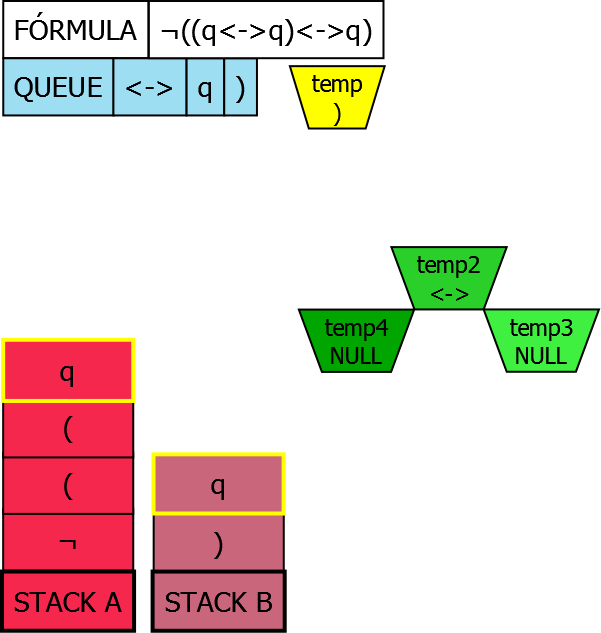 FÓRMULA ¬((q<->q)<->q)
QUEUE <-> q )
temp
)
temp2
<->
temp4
NULL
temp3
NULL
q
(
(
¬
STACK A
q
)
STACK B